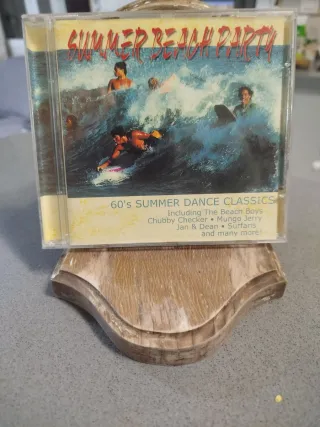 SUMMER BEACH PARTY
60's SUMMER DANCE CLASSICS
Including The Beach Boys
Chubby Checker • Mungo Jerry
Jan & Dean • Surfaris
and many more!